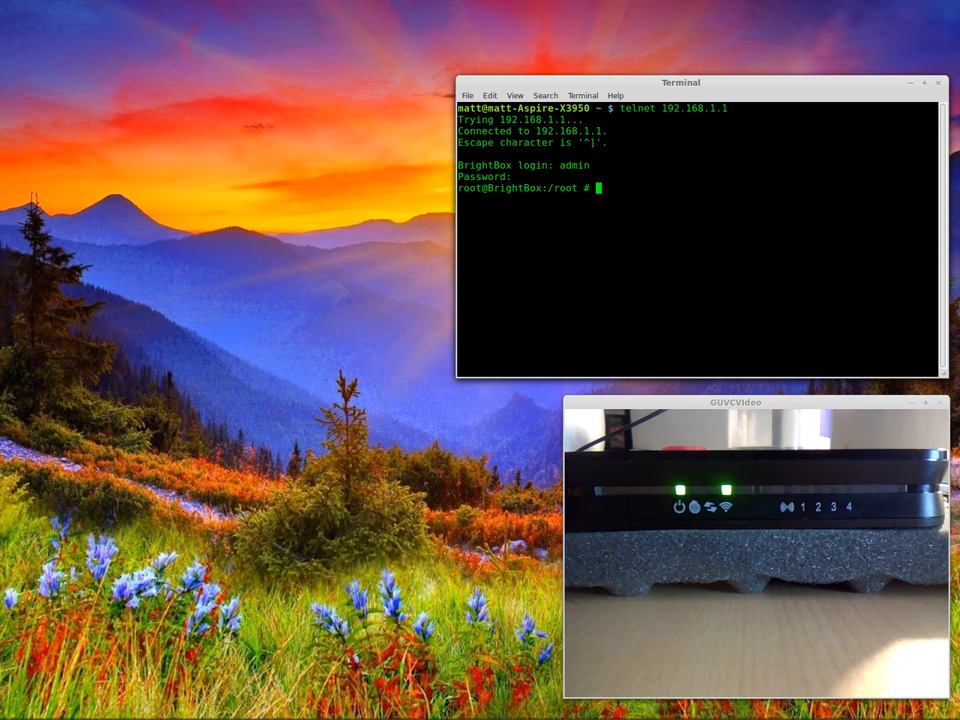 Terminal
File Edit View Search Terminal Help
matt@matt-Aspire-X3950 ~ $ telnet 192.168.1.1
Trying 192.168.1.1...
Connected to 192.168.1.1.
Escape character is '^]'.
BrightBox login: admin
Password:
root@BrightBox:/root #
GUVCVideo
1 2 3 4